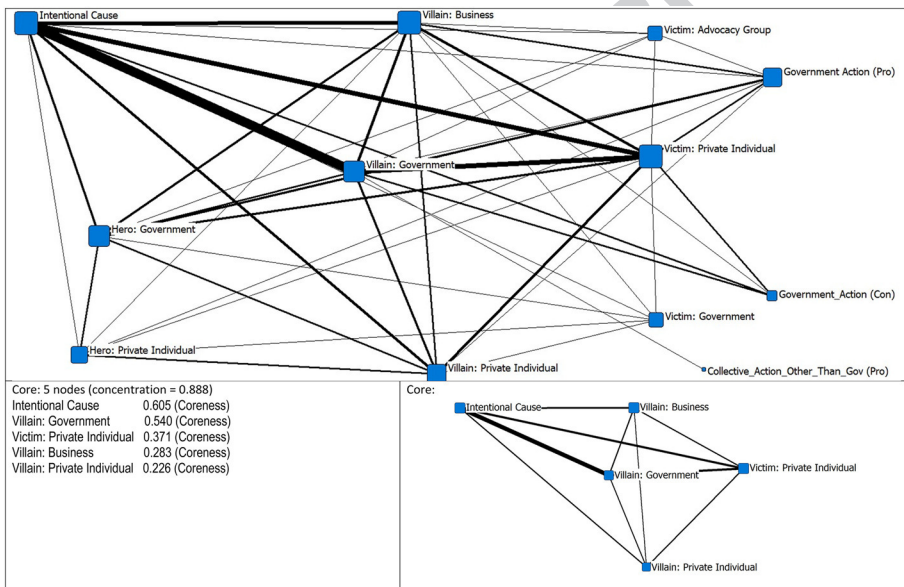 Intentional Cause
Villain: Business
Victim: Advocacy Group
Government Action (Pro)
Victim: Private Individual
Villain: Government
Hero: Government
Government_Action (Con)
Victim: Government
Hero: Private Individual
Villain: Private Individual
Collective_Action_Other_Than_Gov (Pro)
Core: 5 nodes (concentration = 0.888)
Intentional Cause 0.605 (Coreness)
Villain: Government 0.540 (Coreness)
Victim: Private Individual 0.371 (Coreness)
Villain: Business 0.283 (Coreness)
Villain: Private Individual 0.226 (Coreness)
Core:
Intentional Cause
Villain: Business
Victim: Private Individual
Villain: Government
Villain: Private Individual